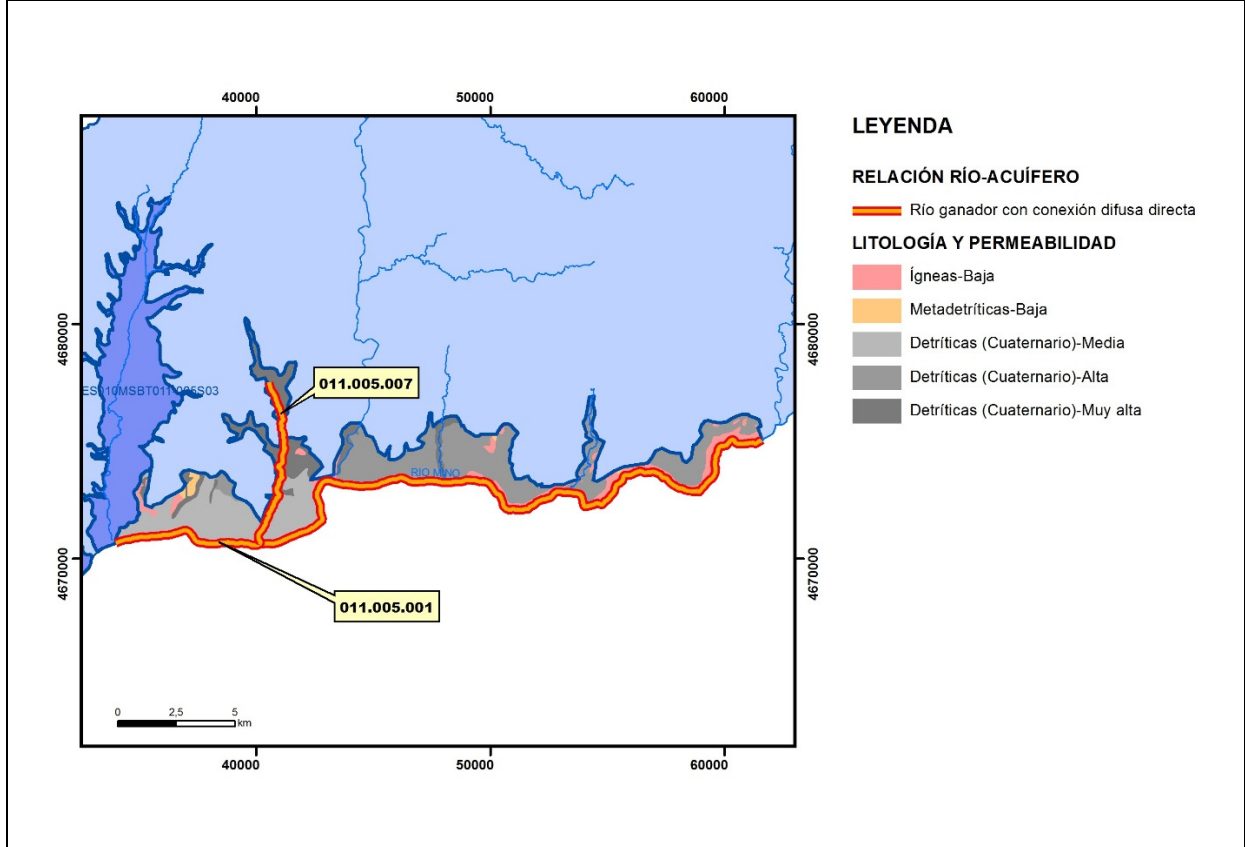 40000
50000
60000
4680000
4680000
4670000
4670000
ES010MSBT011.006S03
011.005.007
RIO MIÑO
011.005.001
0
2,5
5
km
40000
50000
60000
LEYENDA
RELACIÓN RÍO-ACUÍFERO
Río ganador con conexión difusa directa
LITOLOGÍA Y PERMEABILIDAD
Ígneas-Baja
Metadetríticas-Baja
Detríticas (Cuaternario)-Media
Detríticas (Cuaternario)-Alta
Detríticas (Cuaternario)-Muy alta